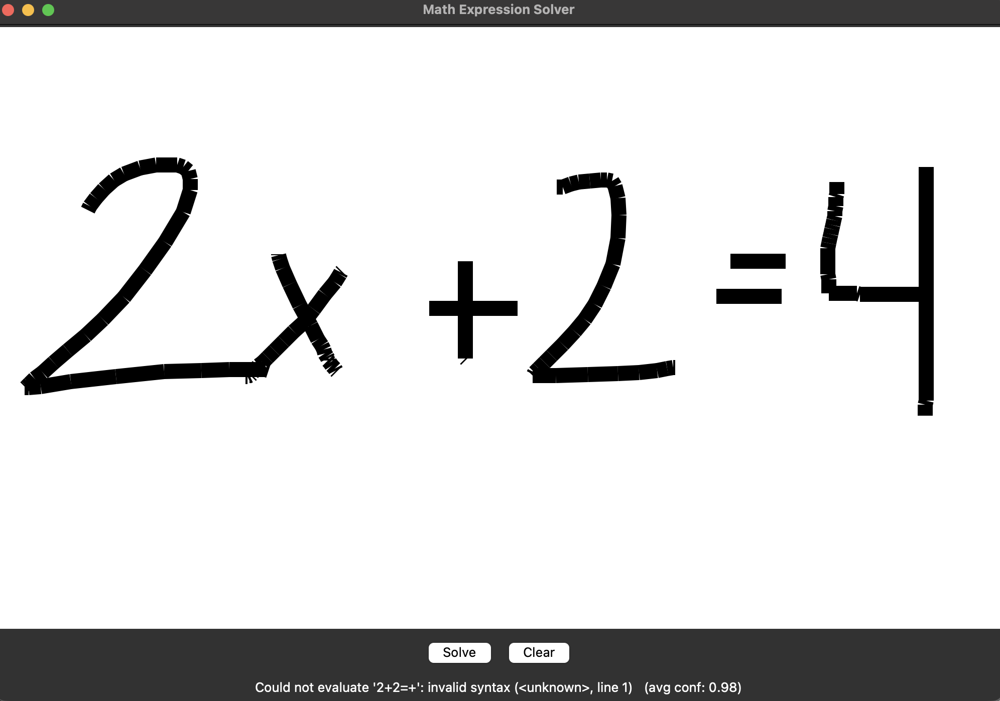 Math Expression Solver
2x+2=4
Solve Clear
Could not evaluate '2+2=+': invalid syntax (<unknown>, line 1) (avg conf: 0.98)